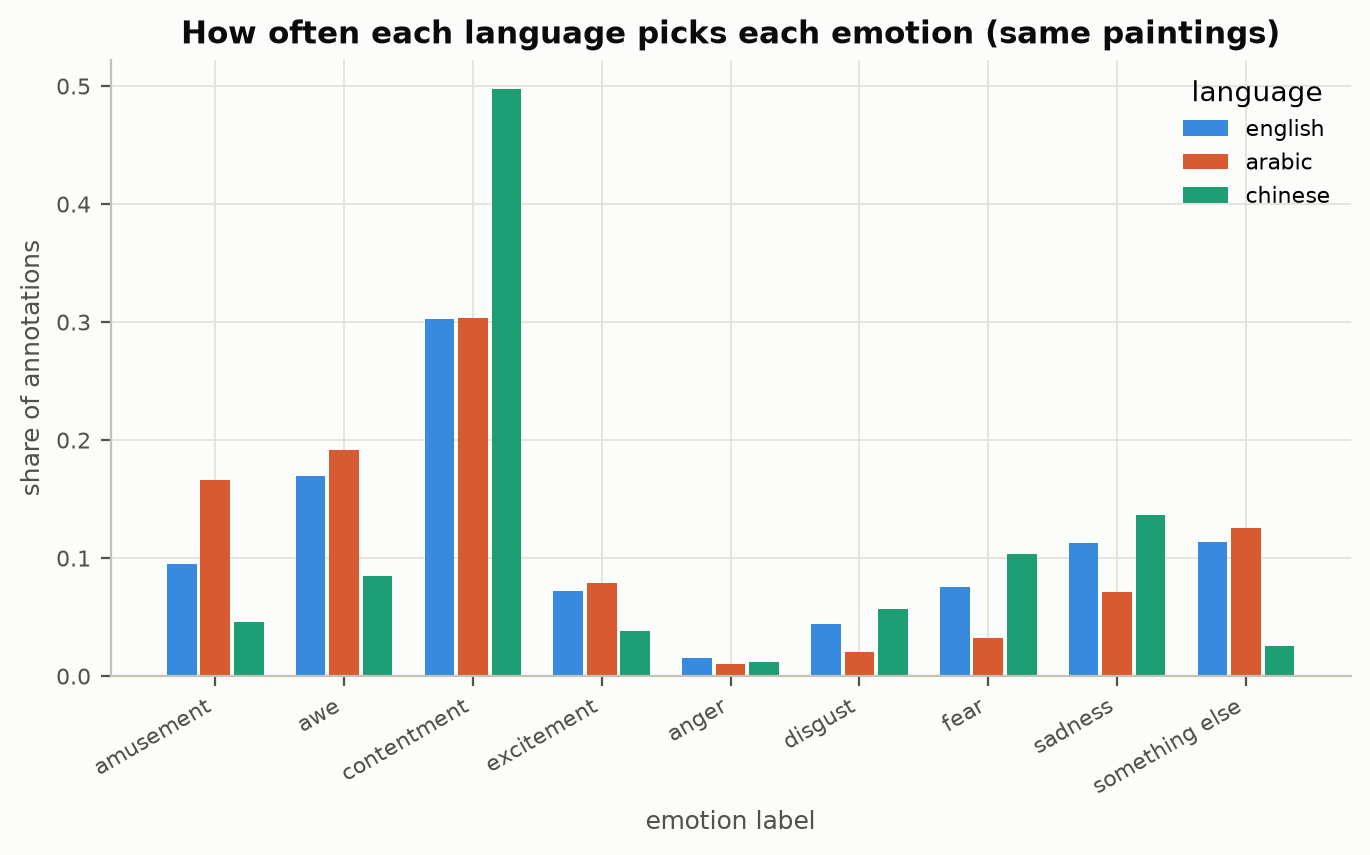 How often each language picks each emotion (same paintings)
language
english
arabic
chinese
share of annotations
0.5
0.4
0.3
0.2
0.1
0.0
amusement
awe
contentment
excitement
anger
disgust
fear
sadness
something else
emotion label